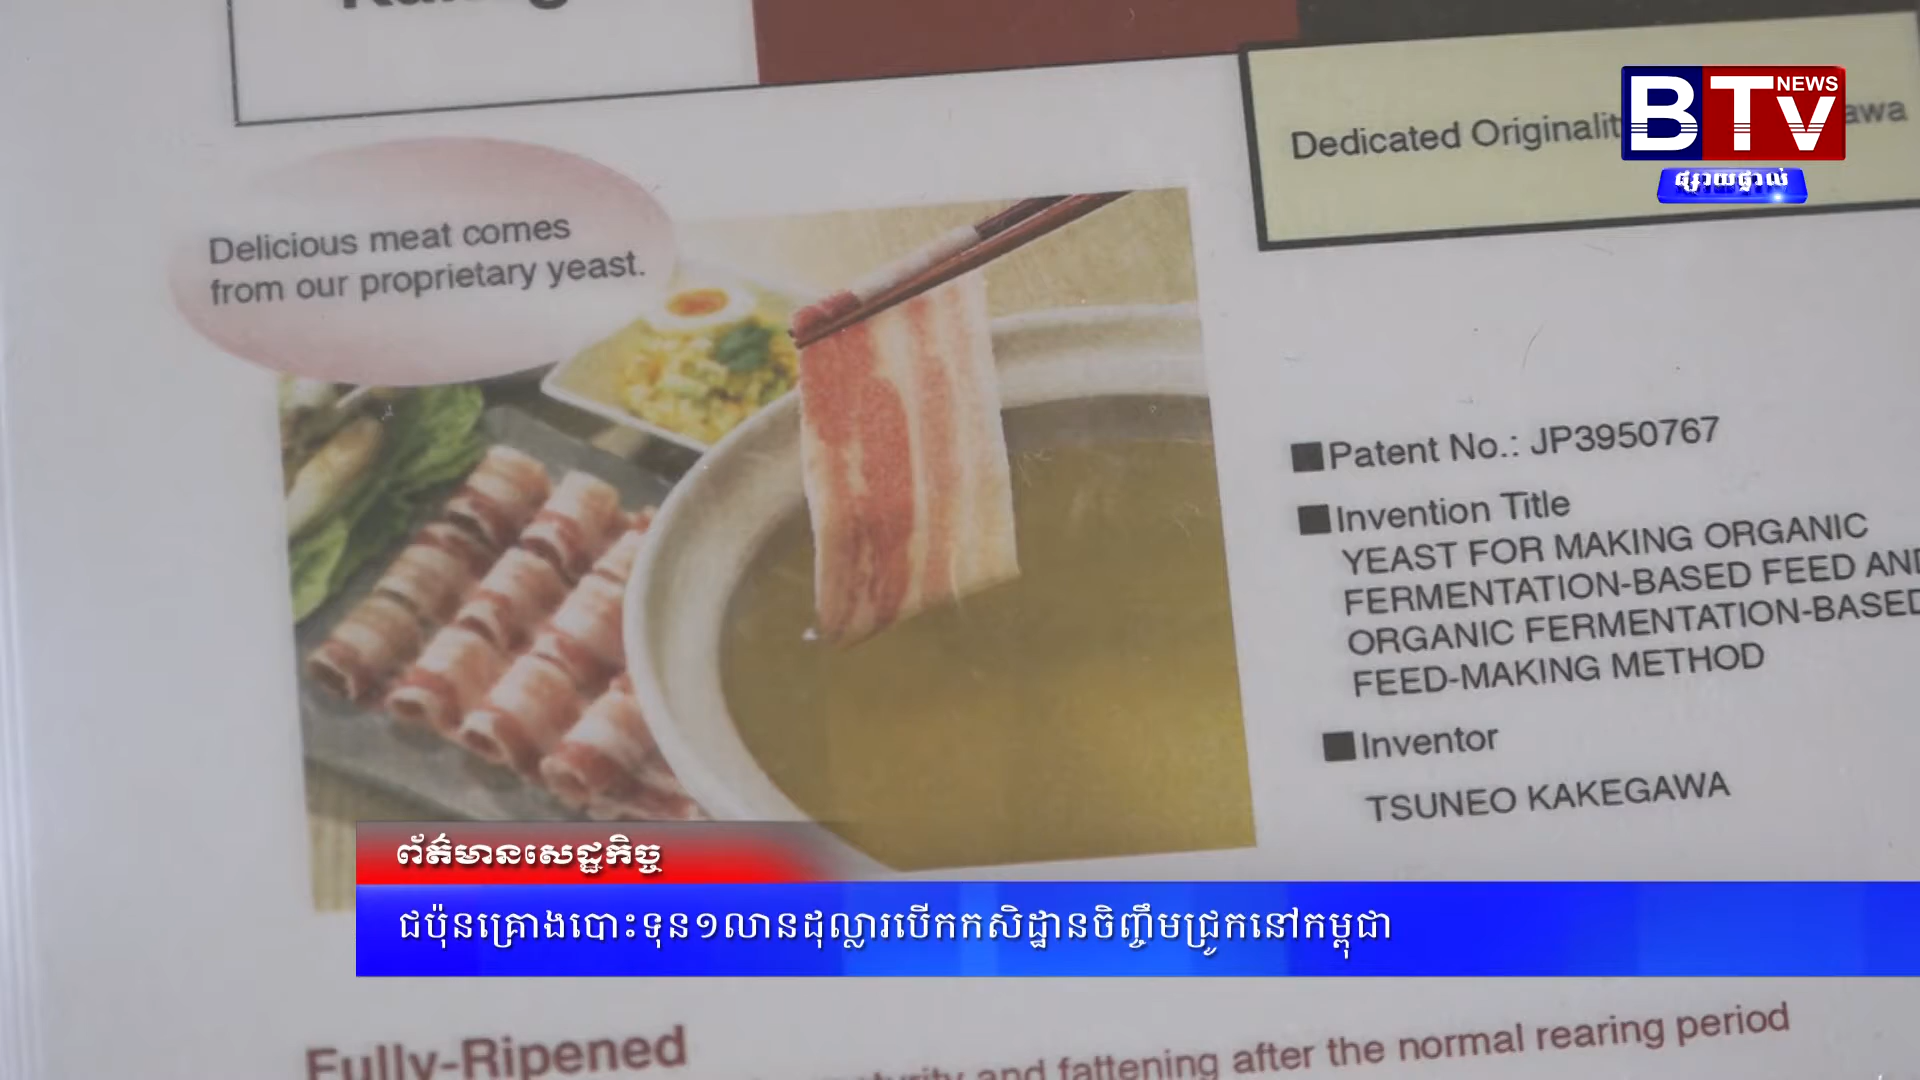 BTV NEWS
ផ្សាយផ្ទាល់
Dedicated Originalit
Delicious meat comes
from our proprietary yeast.
Patent No.: JP3950767
Invention Title
YEAST FOR MAKING ORGANIC
FERMENTATION-BASED FEED AND
ORGANIC FERMENTATION-BASED
FEED-MAKING METHOD
Inventor
TSUNEO KAKEGAWA
ព័ត៌មានសេដ្ឋកិច្ច
ជប៉ុនគ្រោងបោះទុន១លានដុល្លារបើកកសិដ្ឋានចិញ្ចឹមជ្រូកនៅកម្ពុជា
Fully-Ripened
and fattening after the normal rearing period